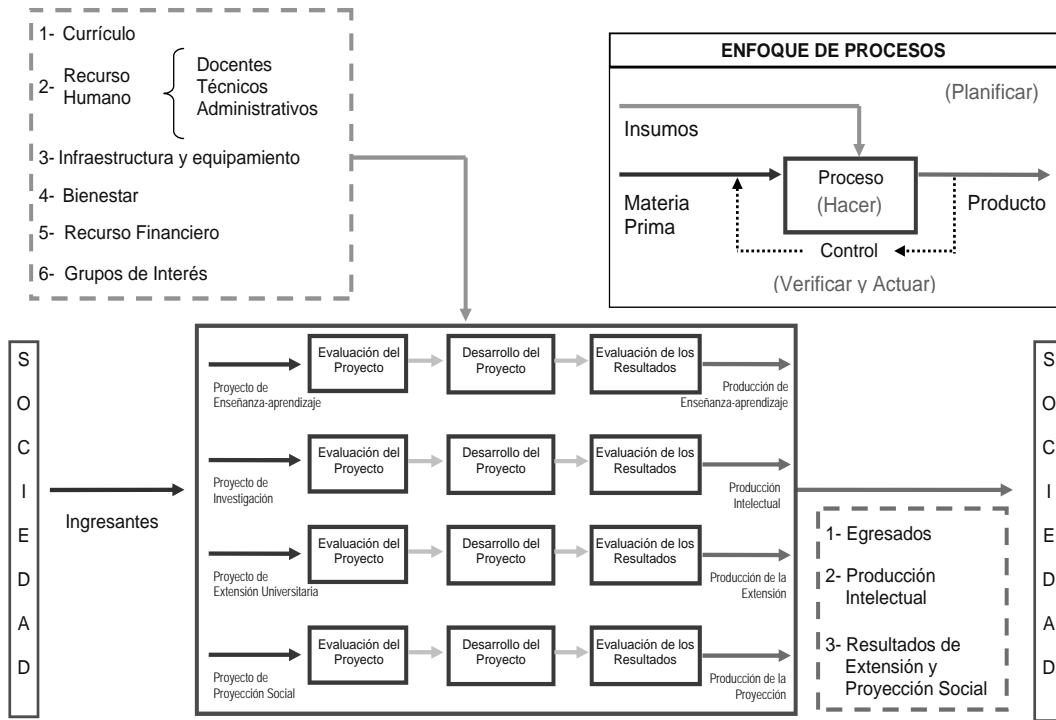 1- Currículo
2- Recurso
Humano
Docentes
Técnicos
Administrativos
3- Infraestructura y equipamiento
4- Bienestar
5- Recurso Financiero
6- Grupos de Interés
ENFOQUE DE PROCESOS
(Planificar)
Insumos
Materia
Prima
Proceso
(Hacer)
Producto
Control
(Verificar y Actuar)
S
O
C
I
E
D
A
D
Ingresantes
Proyecto de
Enseñanza-aprendizaje
Evaluación del
Proyecto
Desarrollo del
Proyecto
Evaluación de los
Resultados
Producción de
Enseñanza-aprendizaje
Proyecto de
Investigación
Evaluación del
Proyecto
Desarrollo del
Proyecto
Evaluación de los
Resultados
Producción
Intelectual
Proyecto de
Extensión Universitaria
Evaluación del
Proyecto
Desarrollo del
Proyecto
Evaluación de los
Resultados
Producción de la
Extensión
Proyecto de
Proyección Social
Evaluación del
Proyecto
Desarrollo del
Proyecto
Evaluación de los
Resultados
Producción de la
Proyección
1- Egresados
2- Producción
Intelectual
3- Resultados de
Extensión y
Proyección Social
S
O
C
I
E
D
A
D